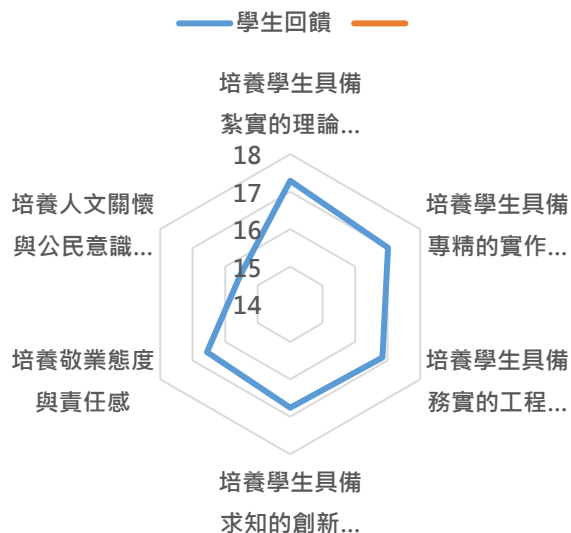 學生回饋
培養學生具備
紮實的理論...
18
17
16
15
14
培養人文關懷
與公民意識...
培養學生具備
專精的實作...
培養敬業態度
與責任感
培養學生具備
務實的工程...
培養學生具備
求知的創新...